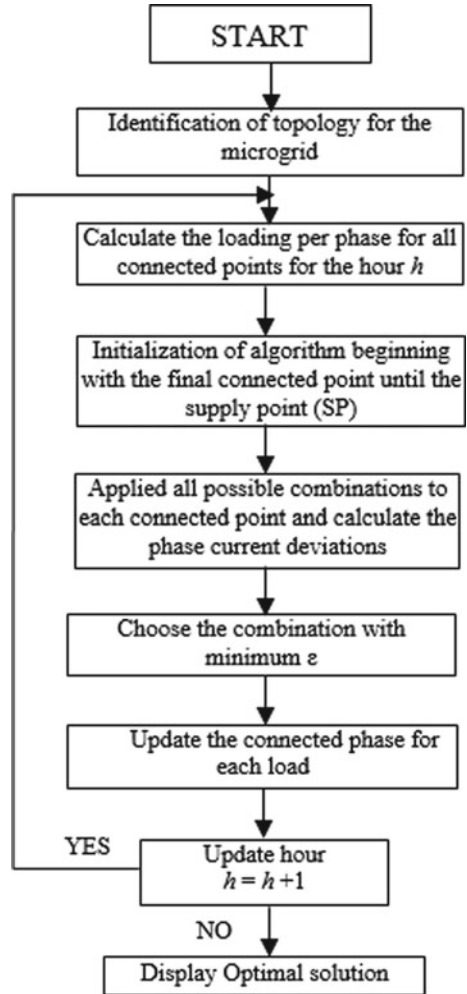 START
Identification of topology for the
microgrid
Calculate the loading per phase for all
connected points for the hour h
Initialization of algorithm beginning
with the final connected point until the
supply point (SP)
Applied all possible combinations to
each connected point and calculate the
phase current deviations
Choose the combination with
minimum ε
Update the connected phase for
each load
YES
Update hour
h = h +1
NO
Display Optimal solution